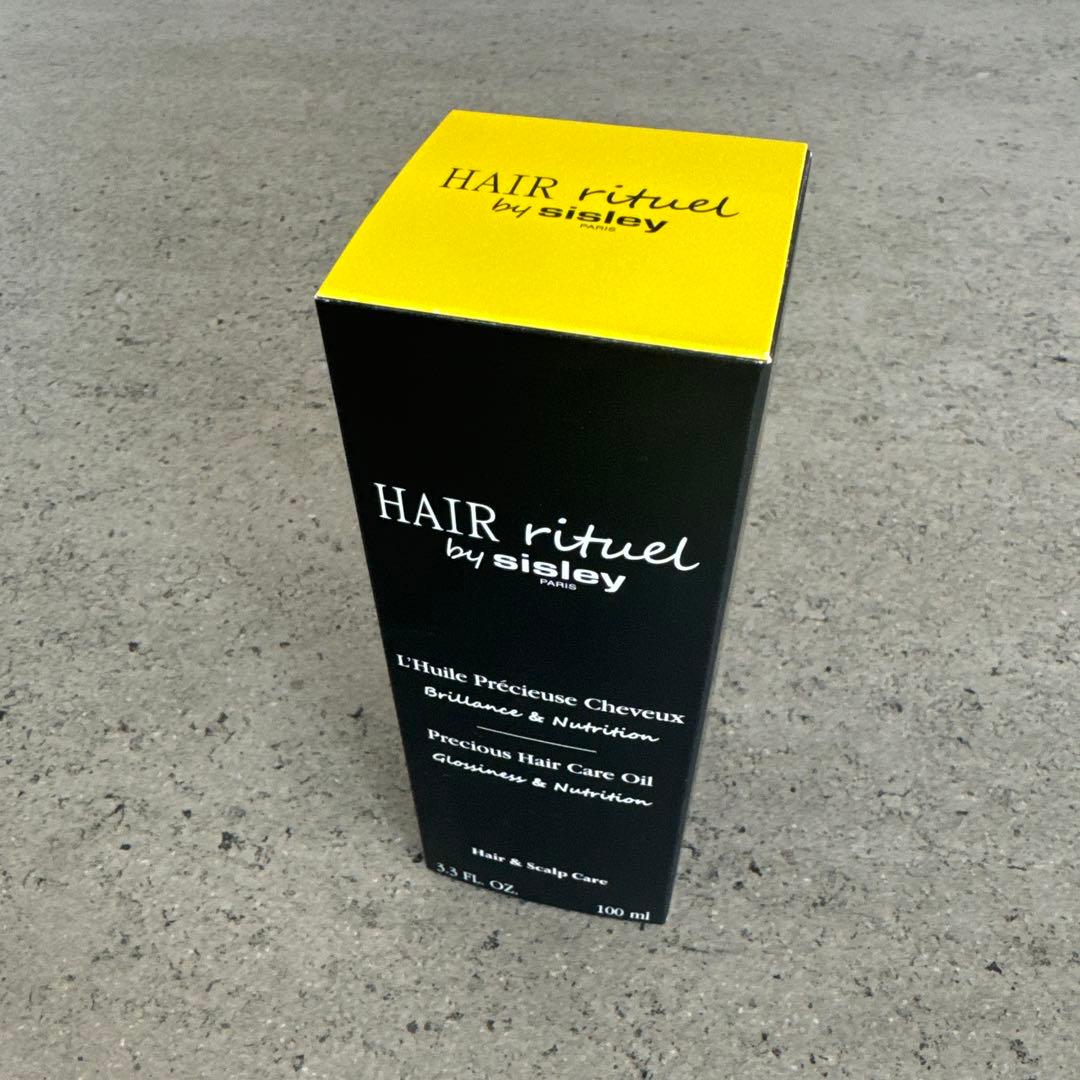 HAIR rituel
by sisley
PARIS
HAIR rituel
by sisley
PARIS
L'Huile Précieuse Cheveux
Brillance & Nutrition
Precious Hair Care Oil
Glossiness & Nutrition
Hair & Scalp Care
3.3 FL. OZ. 100 ml